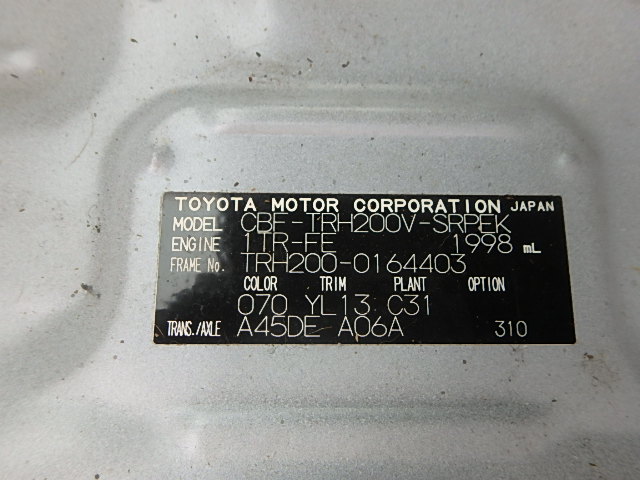 TOYOTA MOTOR CORPORATION JAPAN
MODEL CBF-TRH200V-SRPEK
ENGINE 1TR-FE 1998 mL
FRAME No. TRH200-0164403
COLOR TRIM PLANT OPTION
070 YL13 C31
TRANS./AXLE A45DE A06A 310